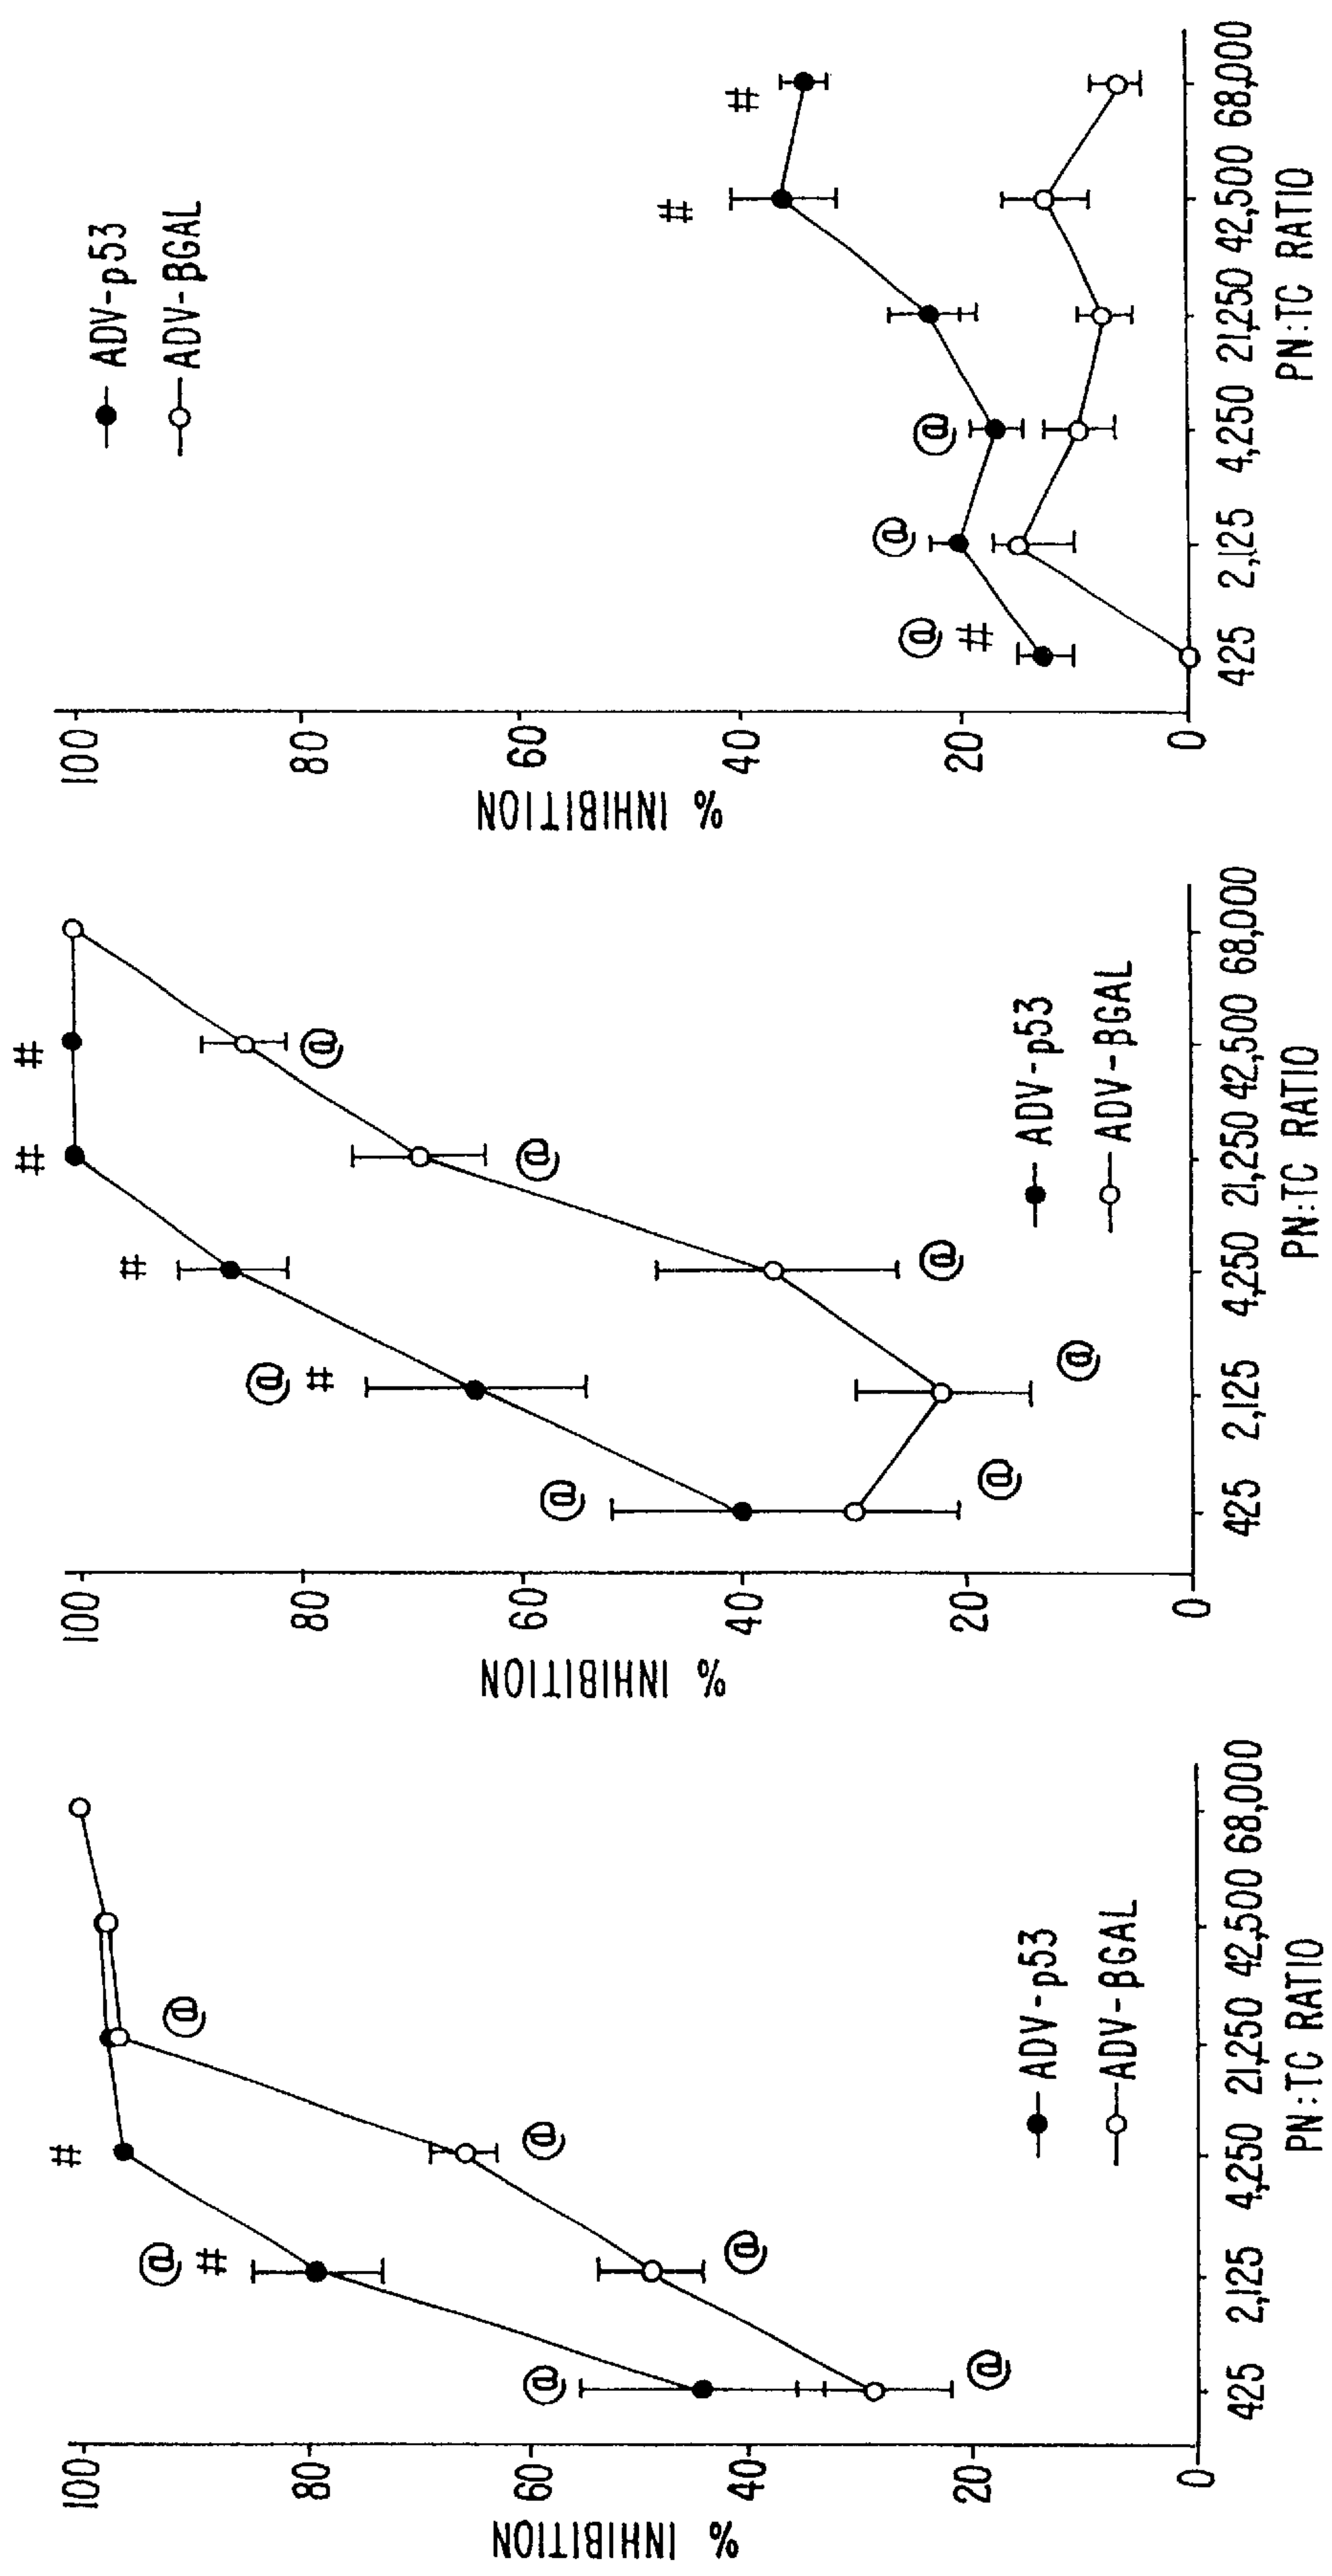 % INHIBITION
100
80
60
40
20
0
@
@
#
#
@
@
@
@
ADV-p53
ADV-βGAL
425 2,125 4,250 21,250 42,500 68,000
PN:TC RATIO
% INHIBITION
100
80
60
40
20
0
@
@
#
#
#
#
@
@
@
@
@
ADV-p53
ADV-βGAL
425 2,125 4,250 21,250 42,500 68,000
PN:TC RATIO
% INHIBITION
100
80
60
40
20
0
ADV-p53
ADV-βGAL
@
#
@
@
#
#
425 2,125 4,250 21,250 42,500 68,000
PN:TC RATIO